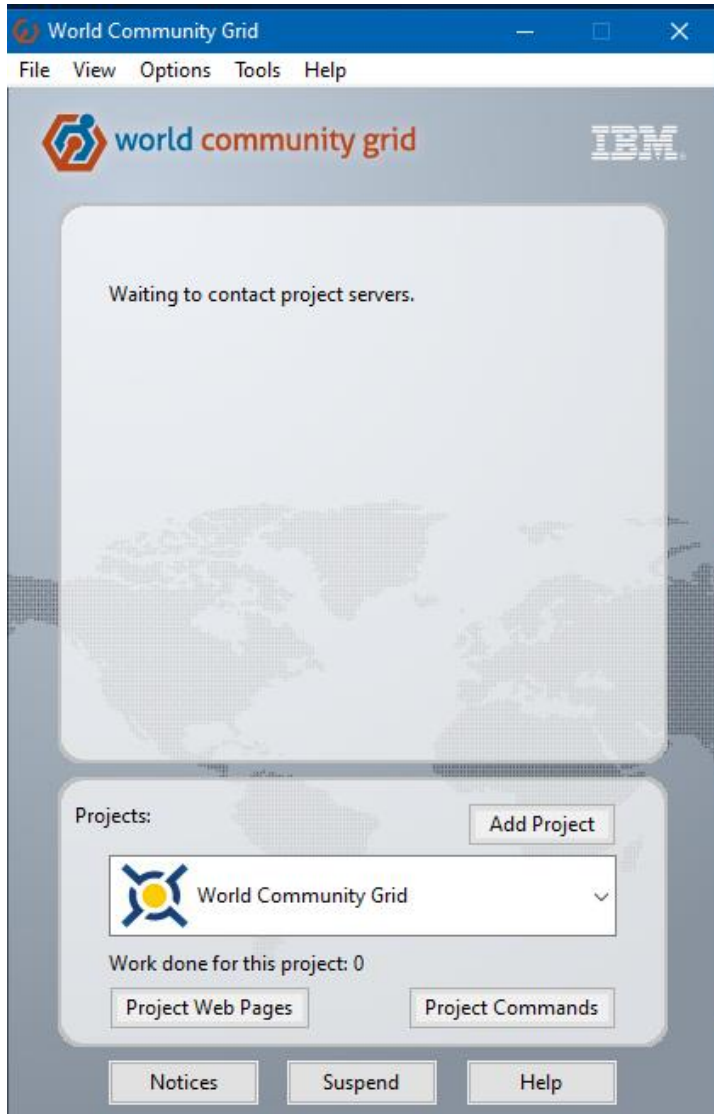 World Community Grid
File View Options Tools Help
world community grid
IBM.
Waiting to contact project servers.
Projects:
Add Project
World Community Grid
Work done for this project: 0
Project Web Pages
Project Commands
Notices
Suspend
Help